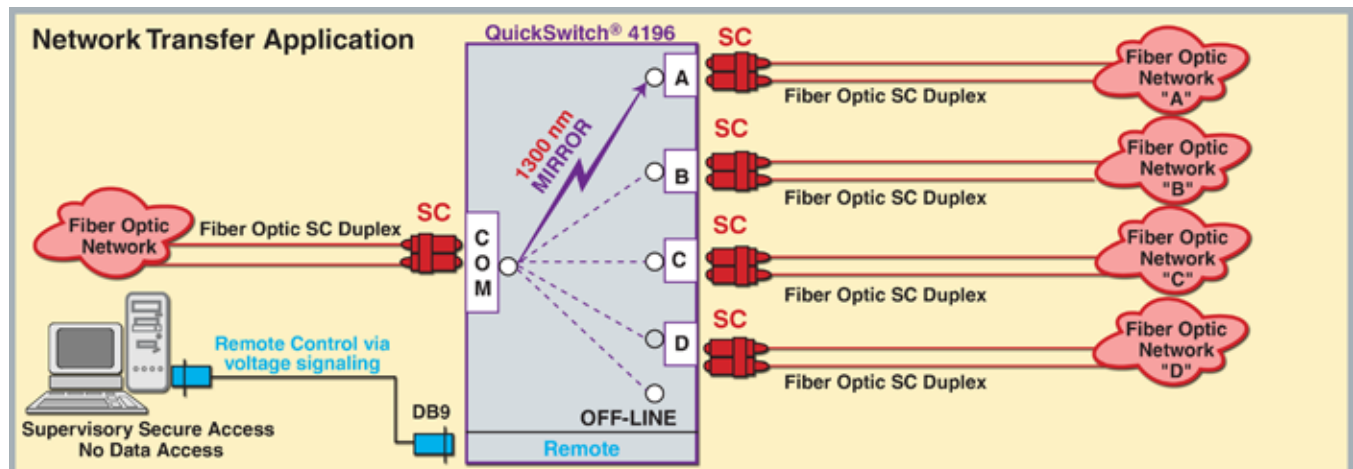 Network Transfer Application
QuickSwitch® 4196
SC
A
Fiber Optic SC Duplex
Fiber Optic
Network
"A"
1300 nm
MIRROR
SC
B
Fiber Optic SC Duplex
Fiber Optic
Network
"B"
Fiber Optic
Network
Fiber Optic SC Duplex
SC
COM
SC
C
Fiber Optic SC Duplex
Fiber Optic
Network
"C"
SC
D
Fiber Optic SC Duplex
Fiber Optic
Network
"D"
OFF-LINE
Remote Control via
voltage signaling
DB9
Remote
Supervisory Secure Access
No Data Access